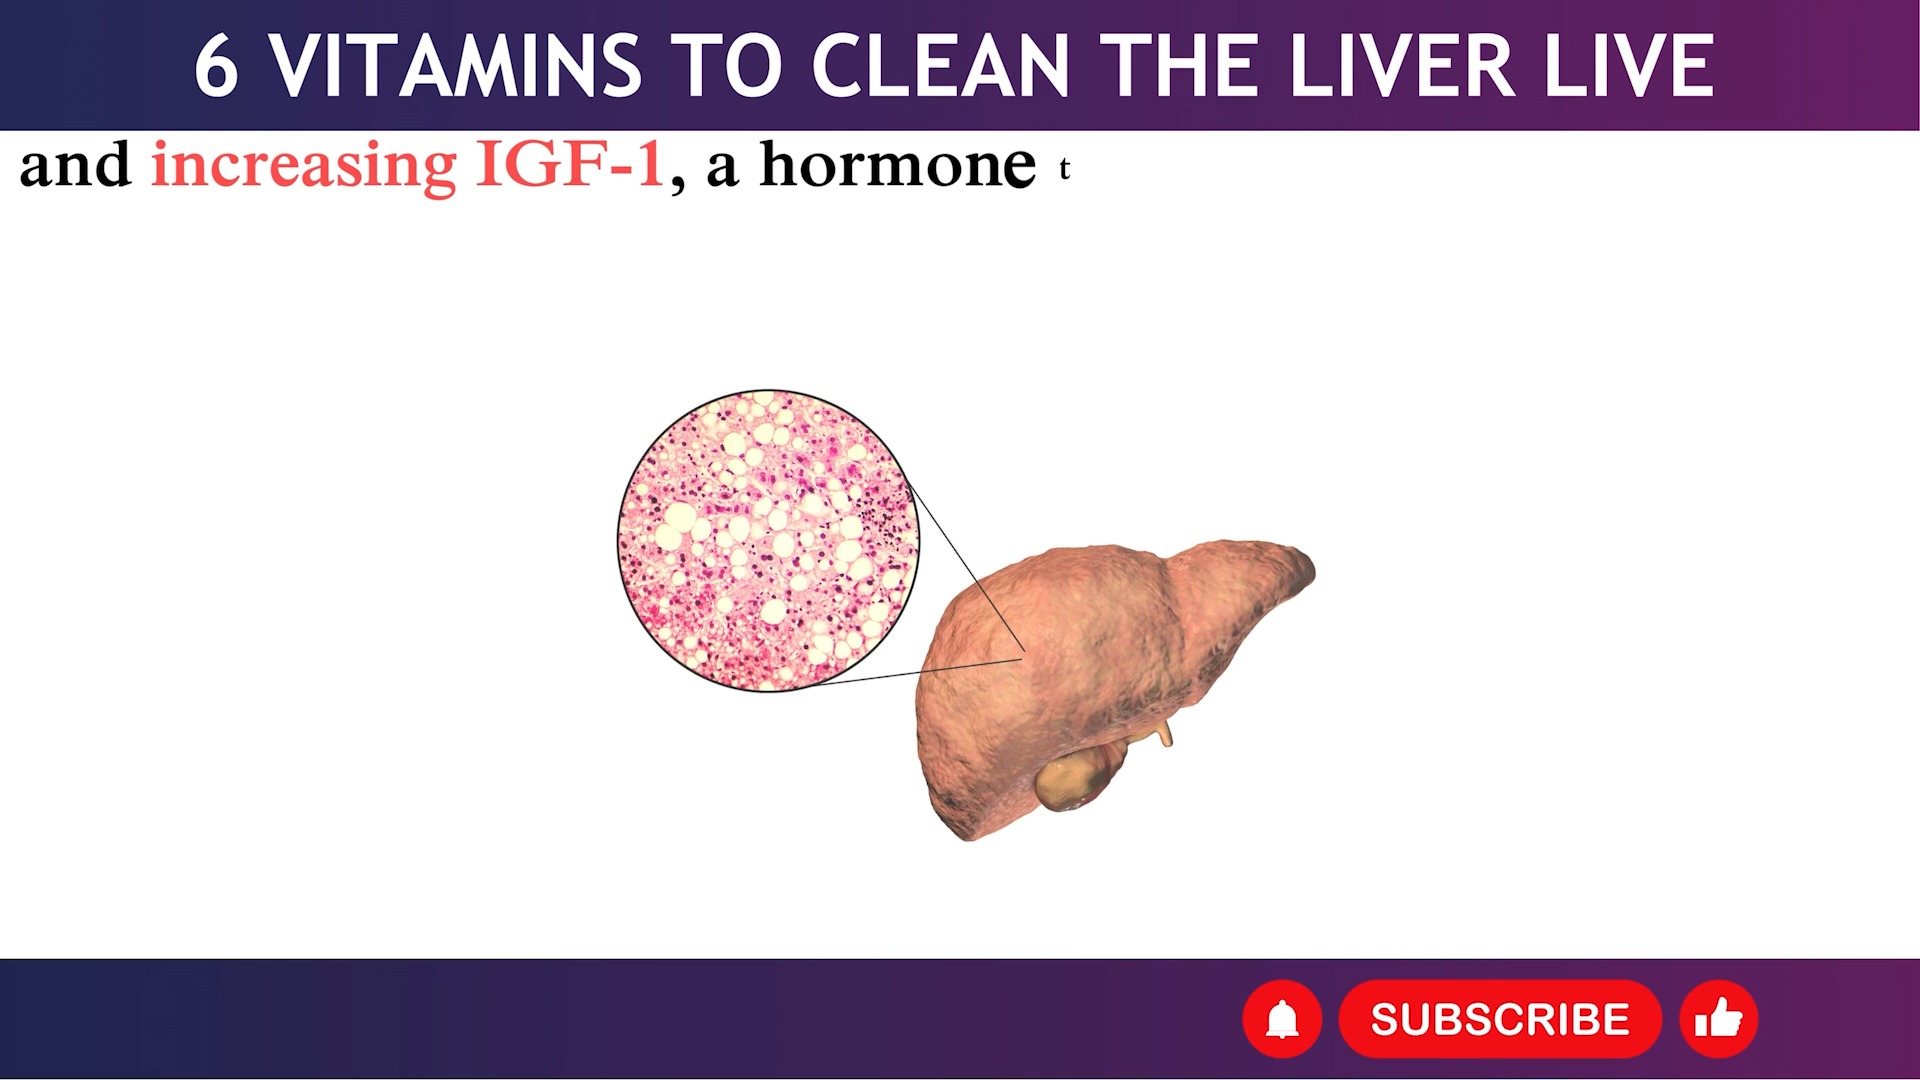 6 VITAMINS TO CLEAN THE LIVER LIVE
and increasing IGF-1, a hormone t
SUBSCRIBE